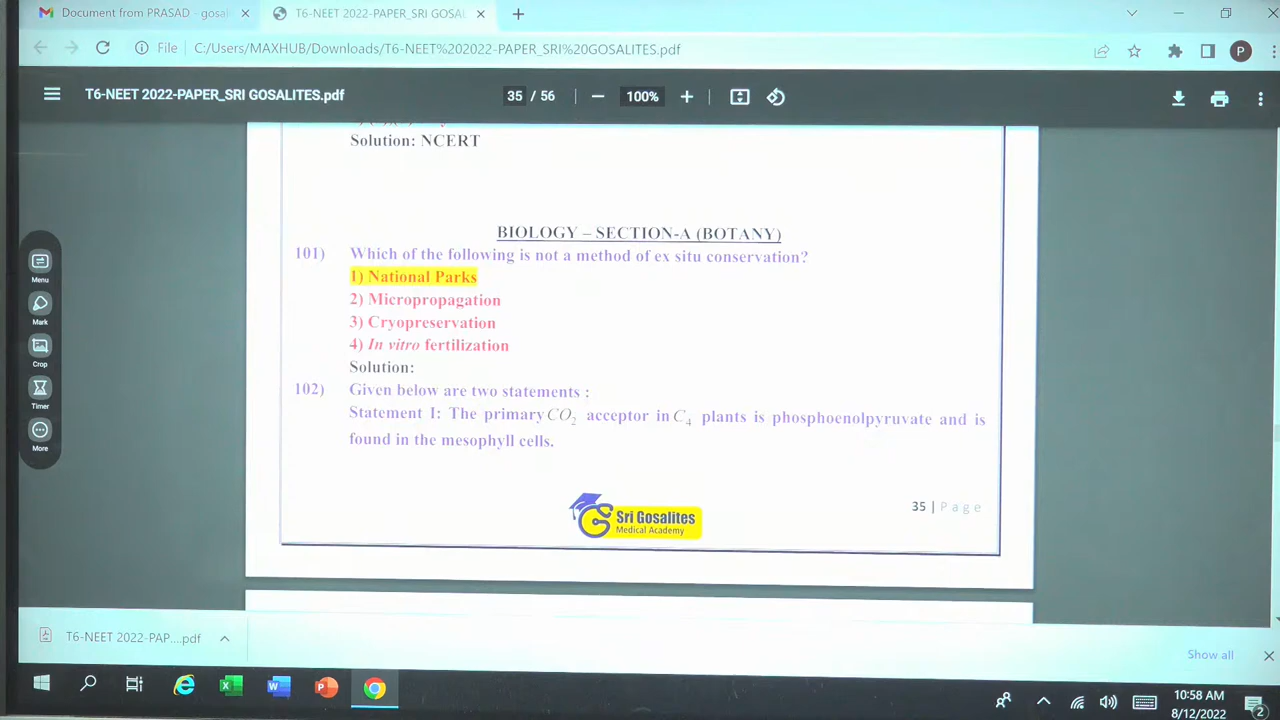 Document from PRASAD - gosal
T6-NEET 2022-PAPER_SRI GOSAL
File
C:/Users/MAXHUB/Downloads/T6-NEET%202022-PAPER_SRI%20GOSALITES.pdf
P
T6-NEET 2022-PAPER_SRI GOSALITES.pdf
35 / 56
100%
Solution: NCERT
BIOLOGY – SECTION-A (BOTANY)
101) Which of the following is not a method of ex situ conservation?
1) National Parks
2) Micropropagation
3) Cryopreservation
4) In vitro fertilization
Solution:
102) Given below are two statements :
Statement I: The primary CO₂ acceptor in C₄ plants is phosphoenolpyruvate and is
found in the mesophyll cells.
Sri Gosalites
Medical Academy
35 | Page
Menu
Mark
Crop
Timer
More
T6-NEET 2022-PAP....pdf
Show all
10:58 AM
8/12/2022
2